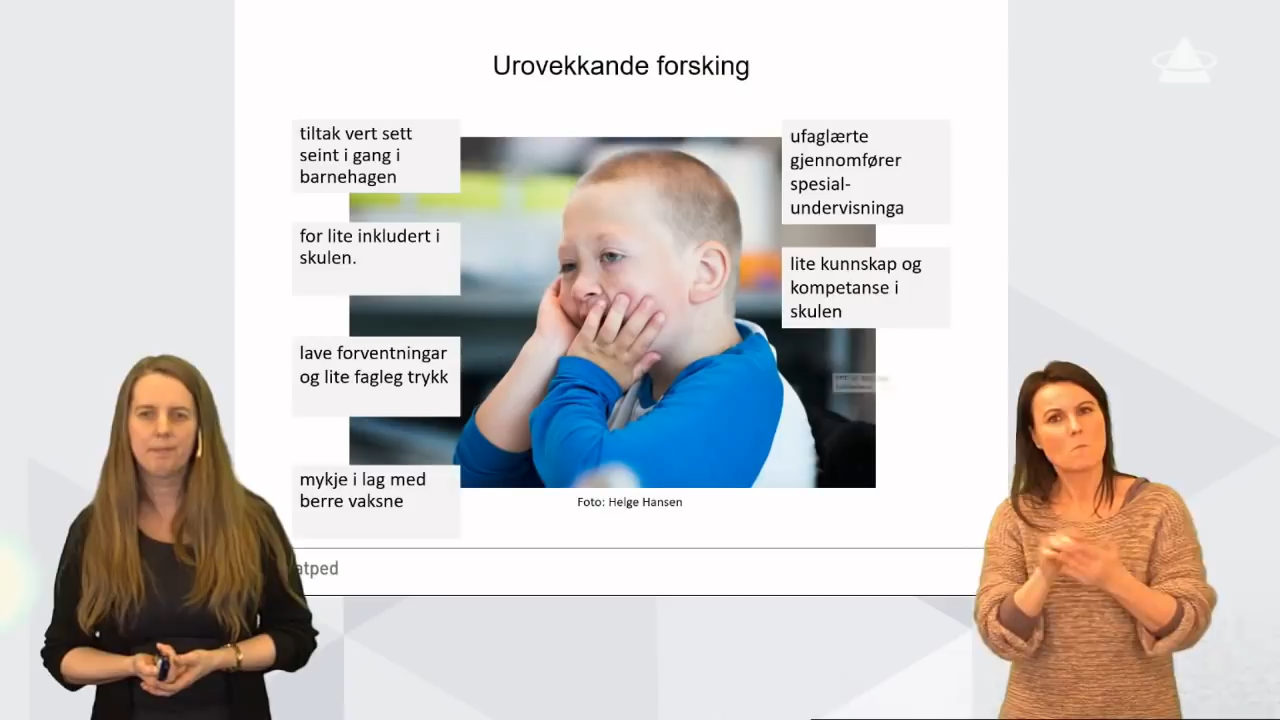 Urovekkande forsking
tiltak vert sett
seint i gang i
barnehagen
for lite inkludert i
skulen.
lave forventningar
og lite fagleg trykk
mykje i lag med
berre vaksne
ufaglærte
gjennomfører
spesial-
undervisninga
lite kunnskap og
kompetanse i
skulen
Foto: Helge Hansen
atped